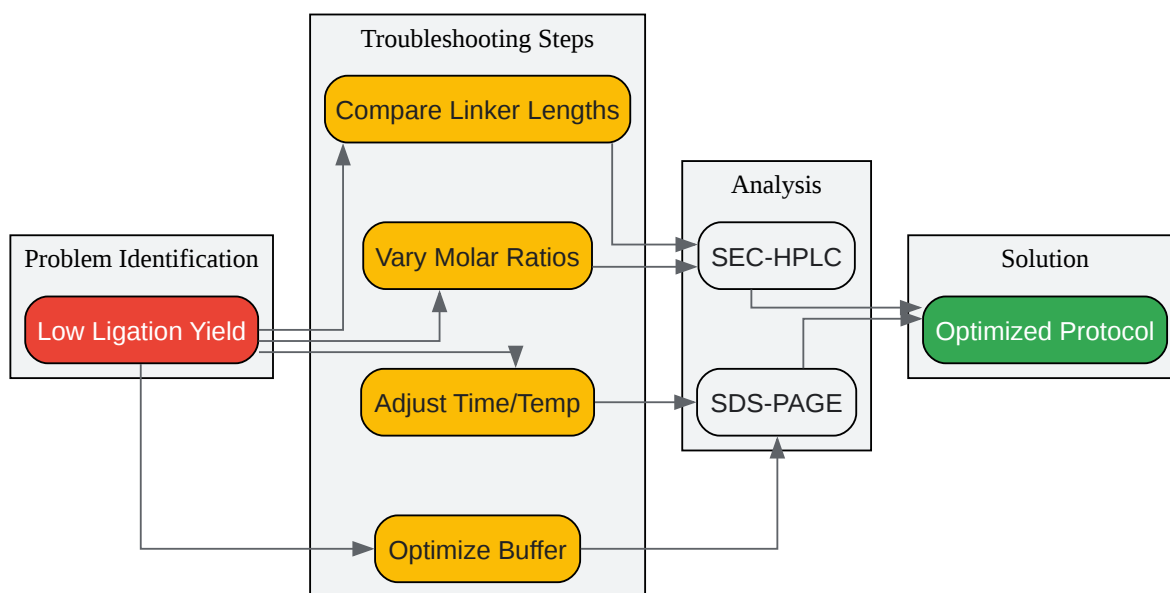 Problem Identification
Low Ligation Yield
Troubleshooting Steps
Compare Linker Lengths
Vary Molar Ratios
Adjust Time/Temp
Optimize Buffer
Analysis
SEC-HPLC
SDS-PAGE
Solution
Optimized Protocol